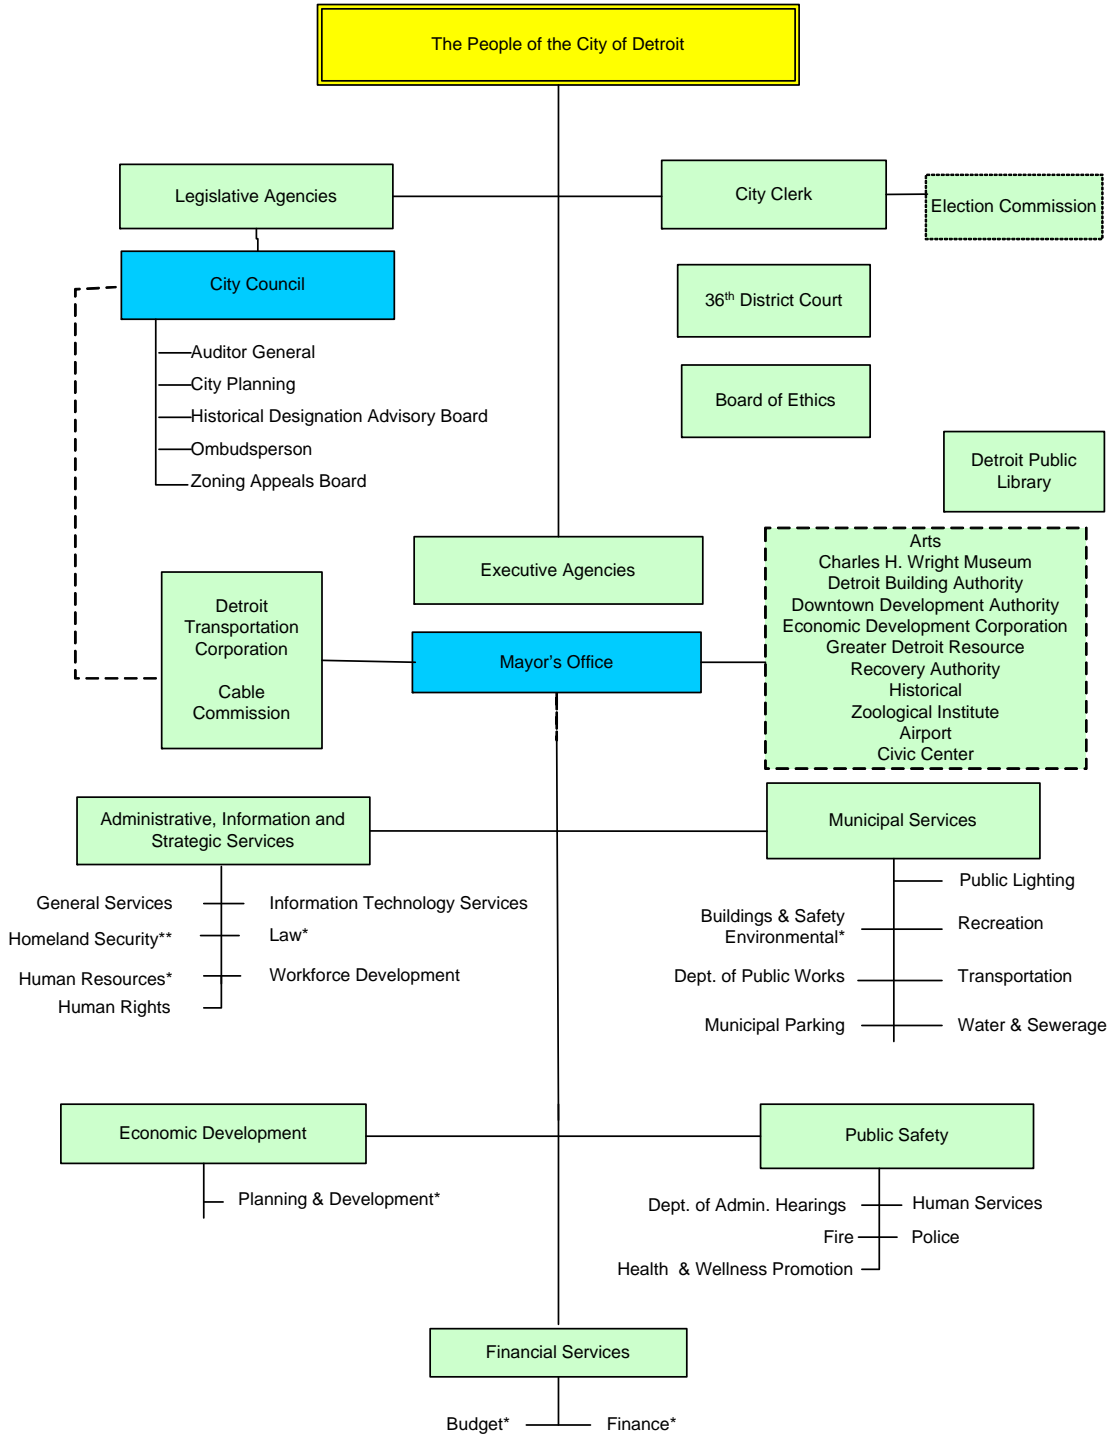 The People of the City of Detroit
Legislative Agencies
City Clerk
Election Commission
City Council
36th District Court
Auditor General
City Planning
Historical Designation Advisory Board
Ombudsperson
Zoning Appeals Board
Board of Ethics
Detroit Public
Library
Executive Agencies
Detroit
Transportation
Corporation
Cable
Commission
Mayor's Office
Arts
Charles H. Wright Museum
Detroit Building Authority
Downtown Development Authority
Economic Development Corporation
Greater Detroit Resource
Recovery Authority
Historical
Zoological Institute
Airport
Civic Center
Administrative, Information and
Strategic Services
General Services
Information Technology Services
Homeland Security**
Law*
Human Resources*
Workforce Development
Human Rights
Municipal Services
Public Lighting
Buildings & Safety
Environmental*
Recreation
Dept. of Public Works
Transportation
Municipal Parking
Water & Sewerage
Economic Development
Planning & Development*
Public Safety
Dept. of Admin. Hearings
Human Services
Fire
Police
Health & Wellness Promotion
Financial Services
Budget*
Finance*